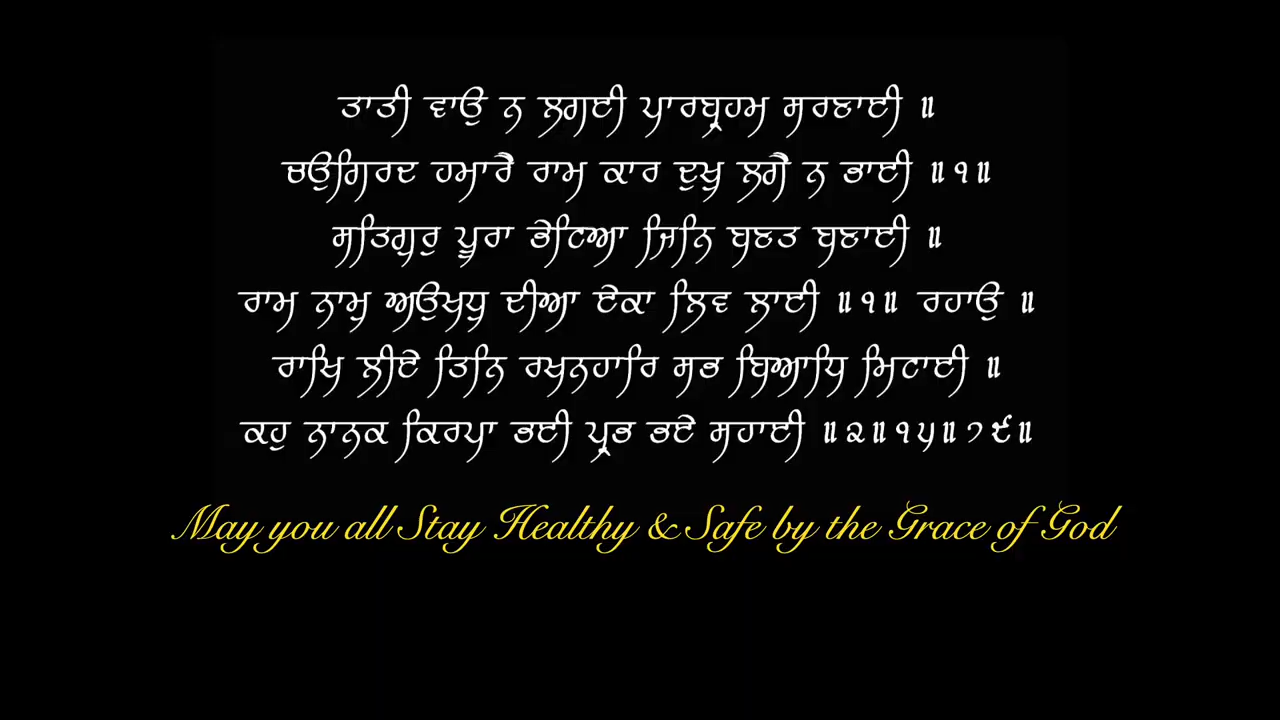 ਤਾਤੀ ਵਾਉ ਨ ਲਗਈ ਪਾਰਬ੍ਰਹਮ ਸਰਣਾਈ ॥
ਚਉਗਿਰਦ ਹਮਾਰੈ ਰਾਮ ਕਾਰ ਦੁਖੁ ਲਗੈ ਨ ਭਾਈ ॥੧॥
ਸਤਿਗੁਰੁ ਪੂਰਾ ਭੇਟਿਆ ਜਿਨਿ ਬਣਤ ਬਣਾਈ ॥
ਰਾਮ ਨਾਮੁ ਅਉਖਧੁ ਦੀਆ ਏਕਾ ਲਿਵ ਲਾਈ ॥੧॥ ਰਹਾਉ ॥
ਰਾਖਿ ਲੀਏ ਤਿਨਿ ਰਖਨਹਾਰਿ ਸਭ ਬਿਆਧਿ ਮਿਟਾਈ ॥
ਕਹੁ ਨਾਨਕ ਕਿਰਪਾ ਭਈ ਪ੍ਰਭ ਭਏ ਸਹਾਈ ॥੨॥੧੫॥੭੯॥
May you all Stay Healthy & Safe by the Grace of God